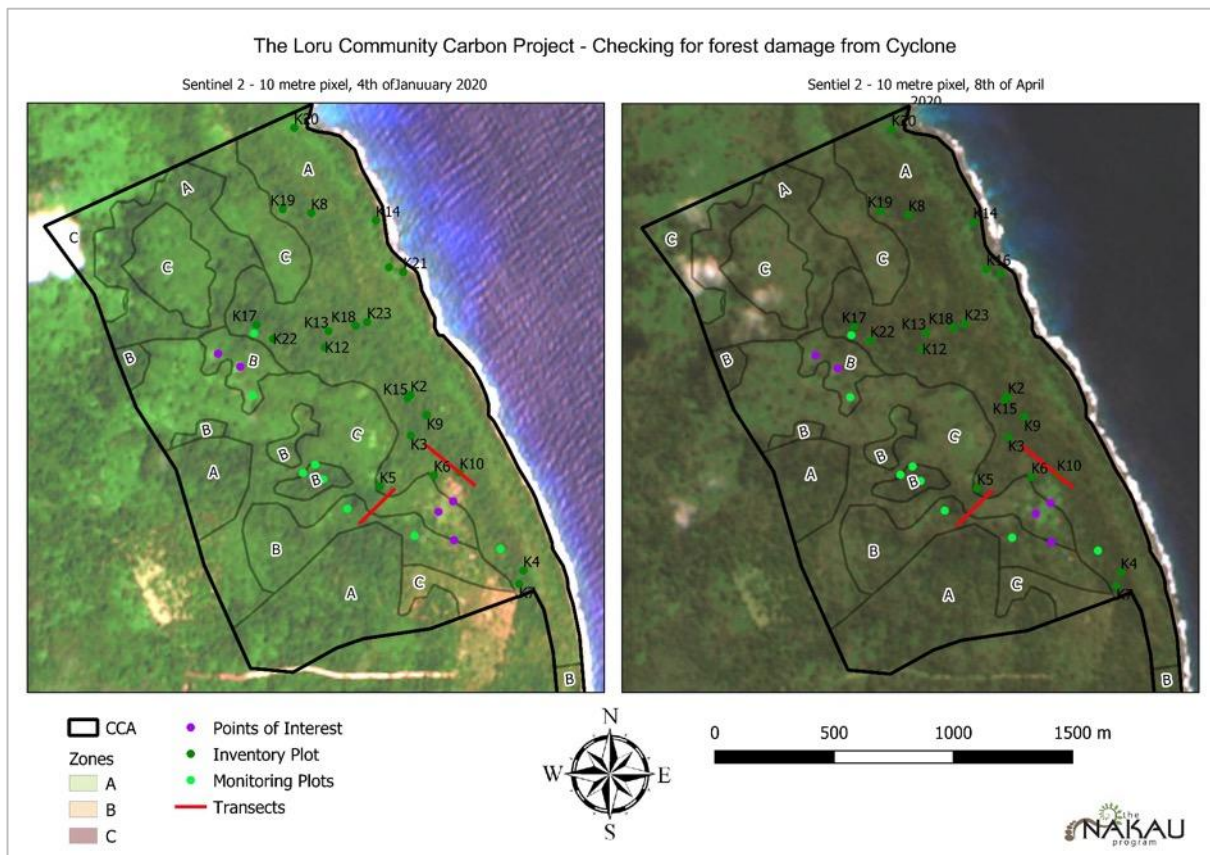 The Loru Community Carbon Project - Checking for forest damage from Cyclone
Sentinel 2 - 10 metre pixel, 4th ofJanuuary 2020
K20
A
A
K19
K8
K14
C
C
C
K21
K17
K13
K18
K23
K22
K12
B
B
K15
K2
K9
B
C
K3
B
A
K6
K10
B
K5
B
K4
A
C
B
Sentiel 2 - 10 metre pixel, 8th of April
2020
K20
A
A
K19
K8
K14
C
C
C
K16
K17
K13
K18
K23
K22
K12
B
B
K2
K15
K9
B
C
K3
B
A
K6
K10
B
K5
B
K4
A
C
B
CCA
Zones
A
B
C
Points of Interest
Inventory Plot
Monitoring Plots
Transects
N
W
E
S
0
500
1000
1500 m
the
NAKAU
program